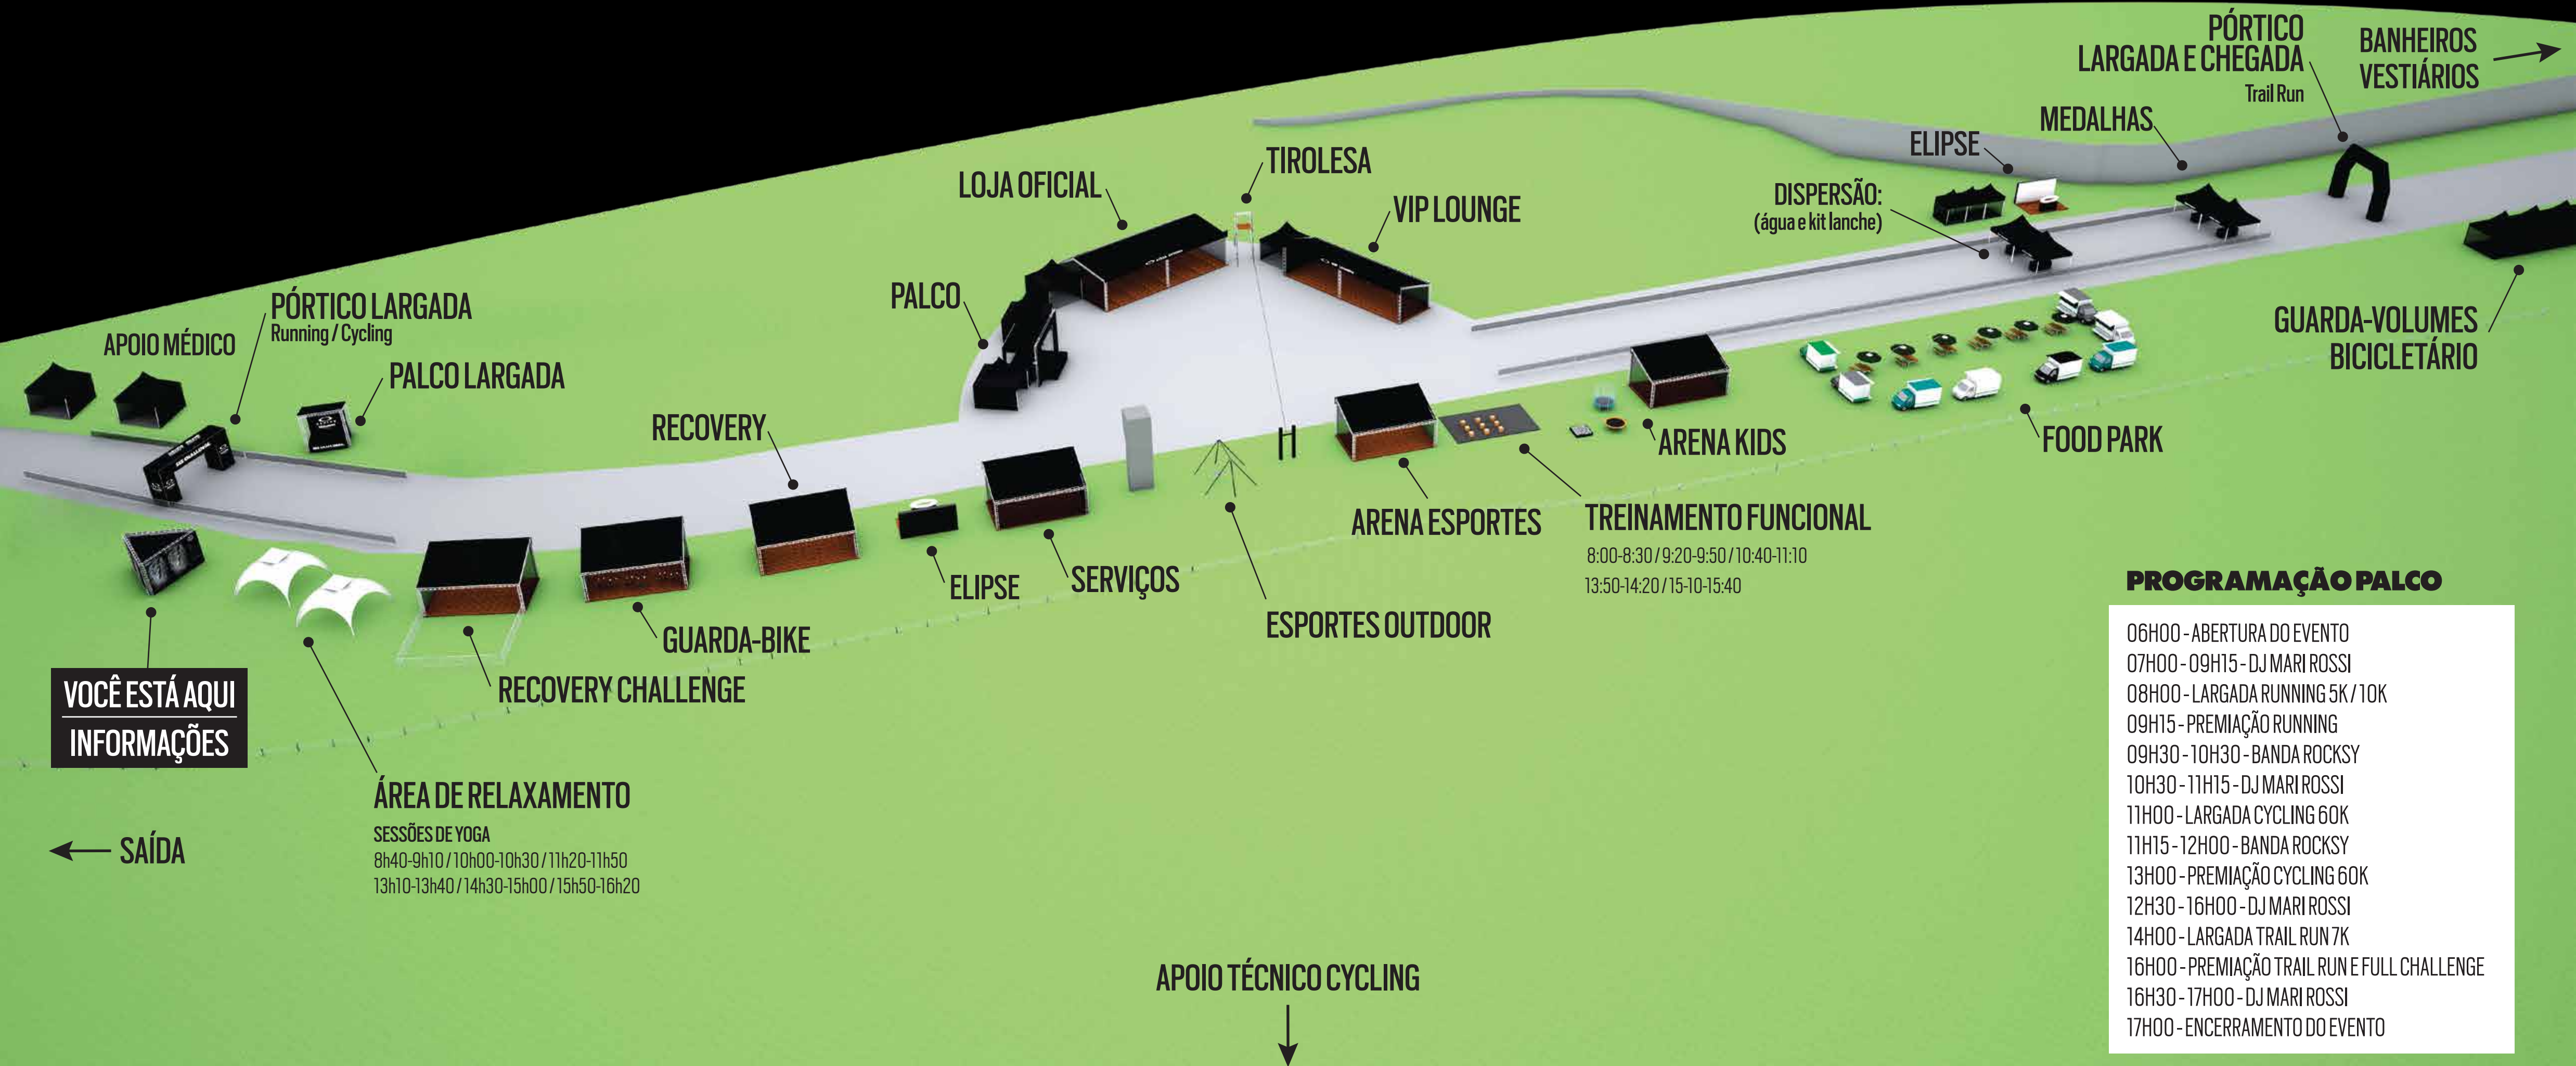 PÓRTICO
LARGADA E CHEGADA
Trail Run
BANHEIROS
VESTIÁRIOS
MEDALHAS
ELIPSE
DISPERSÃO:
(água e kit lanche)
TIROLESA
LOJA OFICIAL
VIP LOUNGE
PALCO
PÓRTICO LARGADA
Running / Cycling
APOIO MÉDICO
PALCO LARGADA
GUARDA-VOLUMES
BICICLETÁRIO
RECOVERY
ARENA KIDS
FOOD PARK
ARENA ESPORTES
TREINAMENTO FUNCIONAL
8:00-8:30 / 9:20-9:50 / 10:40-11:10
13:50-14:20 / 15-10-15:40
ELIPSE
SERVIÇOS
ESPORTES OUTDOOR
GUARDA-BIKE
RECOVERY CHALLENGE
VOCÊ ESTÁ AQUI
INFORMAÇÕES
ÁREA DE RELAXAMENTO
SESSÕES DE YOGA
8h40-9h10 / 10h00-10h30 / 11h20-11h50
13h10-13h40 / 14h30-15h00 / 15h50-16h20
SAÍDA
APOIO TÉCNICO CYCLING
PROGRAMAÇÃO PALCO
06H00 - ABERTURA DO EVENTO
07H00 - 09H15 - DJ MARI ROSSI
08H00 - LARGADA RUNNING 5K / 10K
09H15 - PREMIAÇÃO RUNNING
09H30 - 10H30 - BANDA ROCKSY
10H30 - 11H15 - DJ MARI ROSSI
11H00 - LARGADA CYCLING 60K
11H15 - 12H00 - BANDA ROCKSY
13H00 - PREMIAÇÃO CYCLING 60K
12H30 - 16H00 - DJ MARI ROSSI
14H00 - LARGADA TRAIL RUN 7K
16H00 - PREMIAÇÃO TRAIL RUN E FULL CHALLENGE
16H30 - 17H00 - DJ MARI ROSSI
17H00 - ENCERRAMENTO DO EVENTO